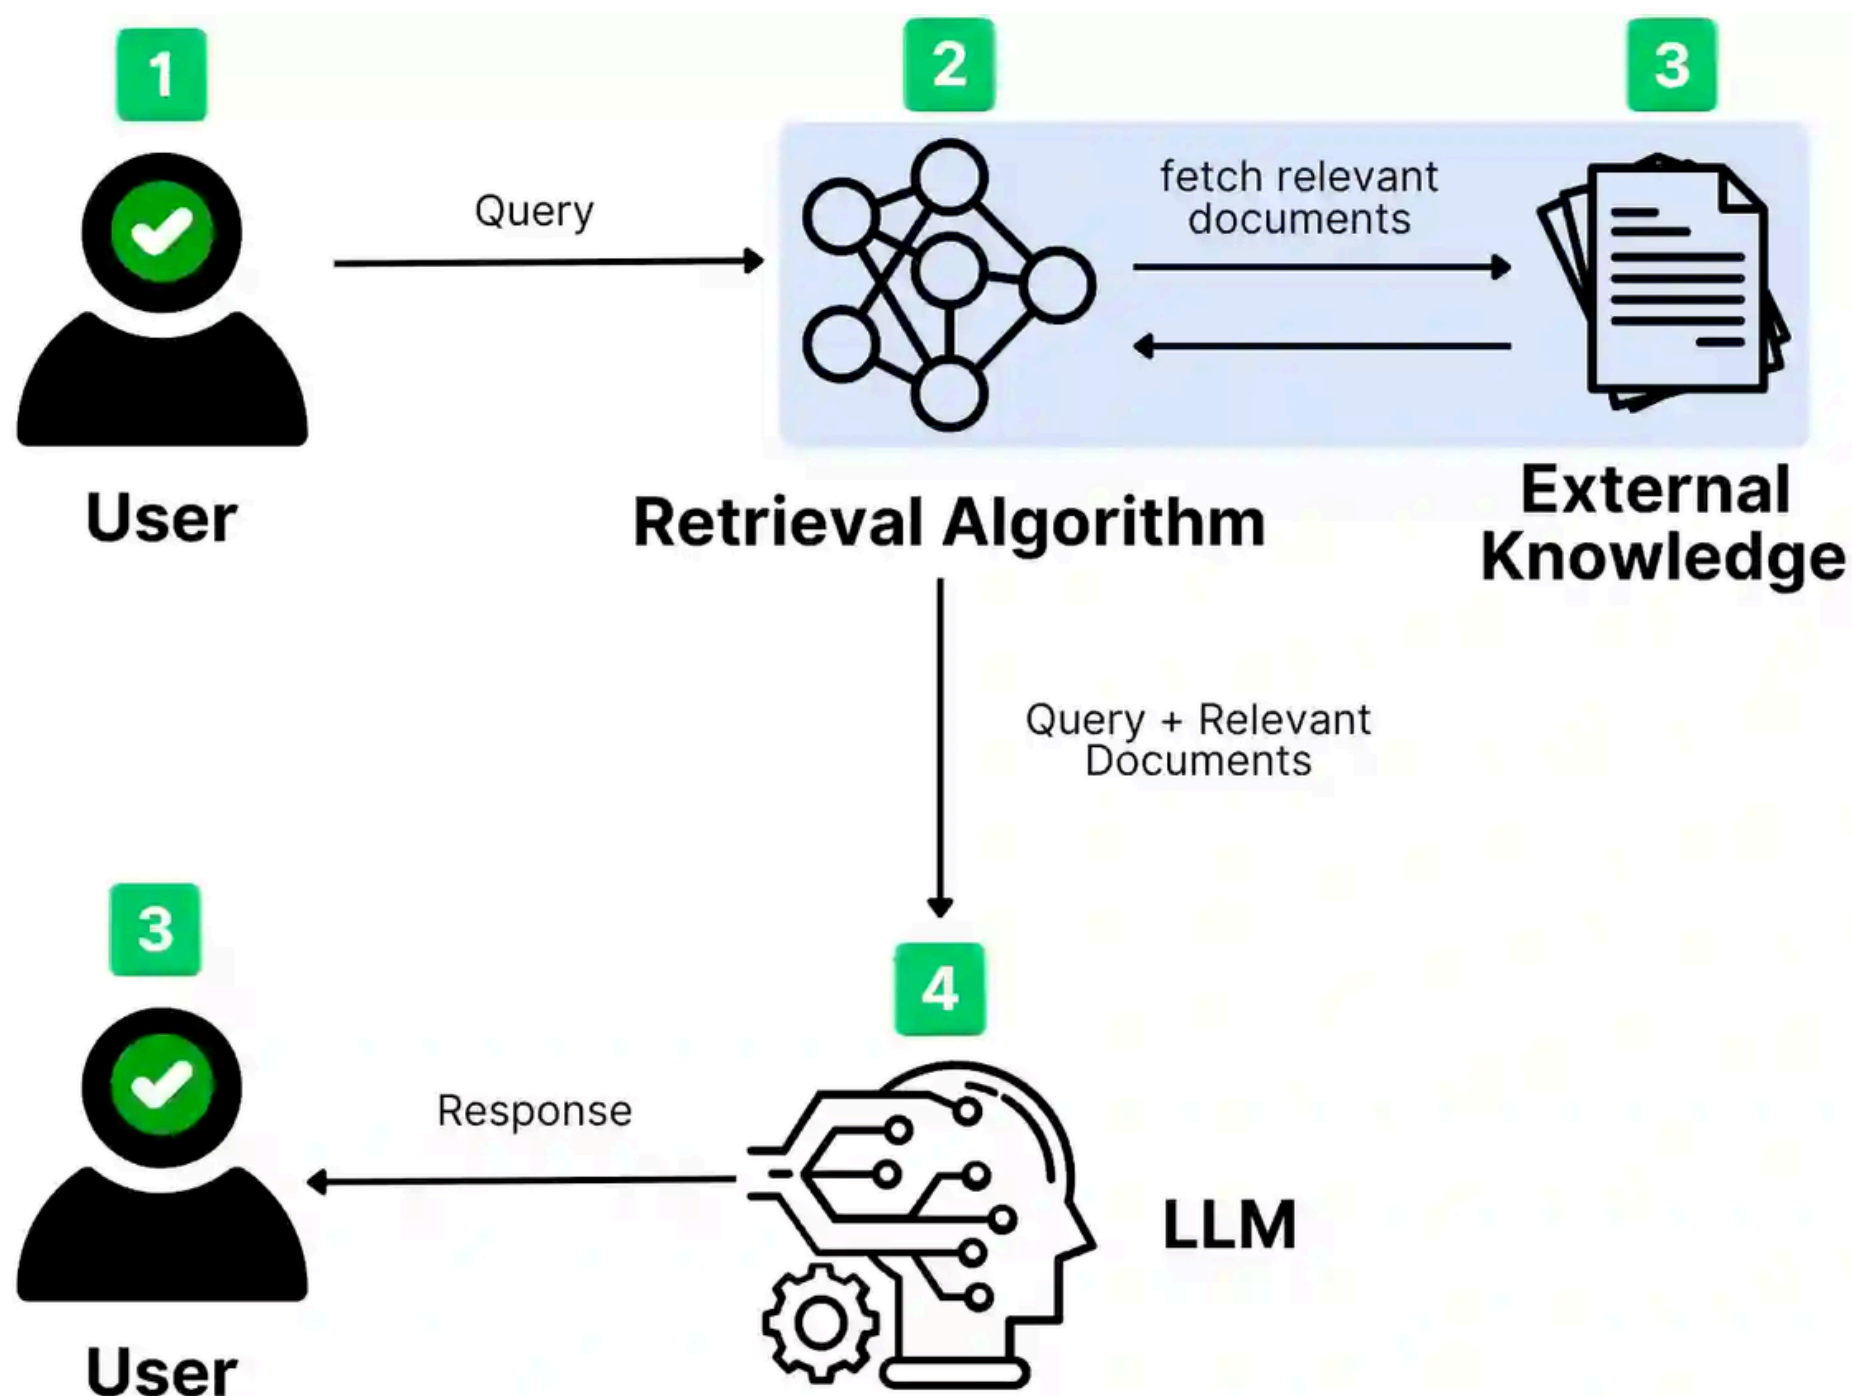 1
2
3
Query
fetch relevant
documents
User
Retrieval Algorithm
External
Knowledge
Query + Relevant
Documents
3
4
Response
LLM
User